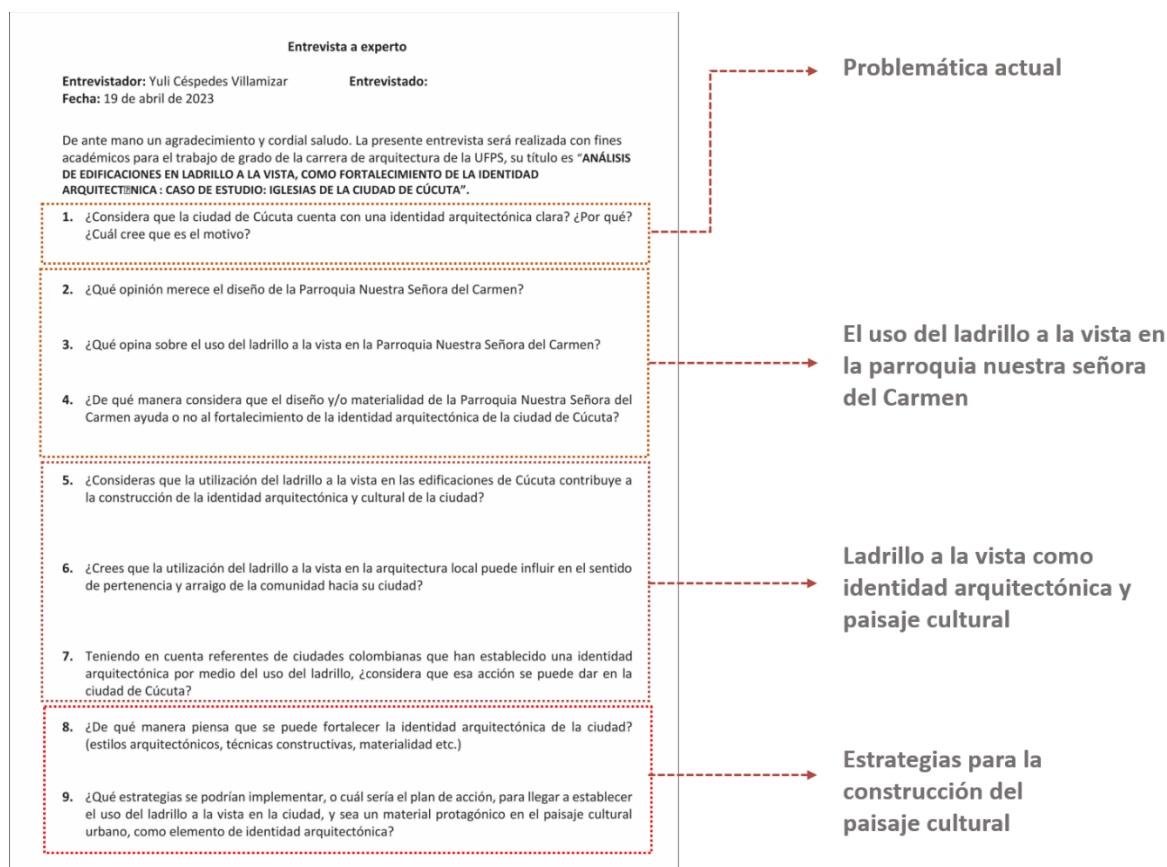 Entrevista a experto
Entrevistador: Yuli Céspedes Villamizar Entrevistado:
Fecha: 19 de abril de 2023
De ante mano un agradecimiento y cordial saludo. La presente entrevista será realizada con fines
académicos para el trabajo de grado de la carrera de arquitectura de la UFPS, su título es “ANÁLISIS
DE EDIFICACIONES EN LADRILLO A LA VISTA, COMO FORTALECIMIENTO DE LA IDENTIDAD
ARQUITECT�NICA : CASO DE ESTUDIO: IGLESIAS DE LA CIUDAD DE CÚCUTA”.
1. ¿Considera que la ciudad de Cúcuta cuenta con una identidad arquitectónica clara? ¿Por qué?
¿Cuál cree que es el motivo?
2. ¿Qué opinión merece el diseño de la Parroquia Nuestra Señora del Carmen?
3. ¿Qué opina sobre el uso del ladrillo a la vista en la Parroquia Nuestra Señora del Carmen?
4. ¿De qué manera considera que el diseño y/o materialidad de la Parroquia Nuestra Señora del
Carmen ayuda o no al fortalecimiento de la identidad arquitectónica de la ciudad de Cúcuta?
5. ¿Consideras que la utilización del ladrillo a la vista en las edificaciones de Cúcuta contribuye a
la construcción de la identidad arquitectónica y cultural de la ciudad?
6. ¿Crees que la utilización del ladrillo a la vista en la arquitectura local puede influir en el sentido
de pertenencia y arraigo de la comunidad hacia su ciudad?
7. Teniendo en cuenta referentes de ciudades colombianas que han establecido una identidad
arquitectónica por medio del uso del ladrillo, ¿considera que esa acción se puede dar en la
ciudad de Cúcuta?
8. ¿De qué manera piensa que se puede fortalecer la identidad arquitectónica de la ciudad?
(estilos arquitectónicos, técnicas constructivas, materialidad etc.)
9. ¿Qué estrategias se podrían implementar, o cuál sería el plan de acción, para llegar a establecer
el uso del ladrillo a la vista en la ciudad, y sea un material protagónico en el paisaje cultural
urbano, como elemento de identidad arquitectónica?
Problemática actual
El uso del ladrillo a la vista en
la parroquia nuestra señora
del Carmen
Ladrillo a la vista como
identidad arquitectónica y
paisaje cultural
Estrategias para la
construcción del
paisaje cultural